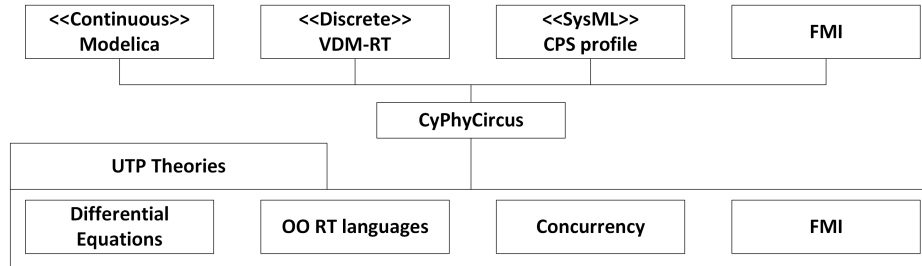 <<Continuous>>
Modelica
<<Discrete>>
VDM-RT
<<SysML>>
CPS profile
FMI
CyPhyCircus
UTP Theories
Differential
Equations
OO RT languages
Concurrency
FMI